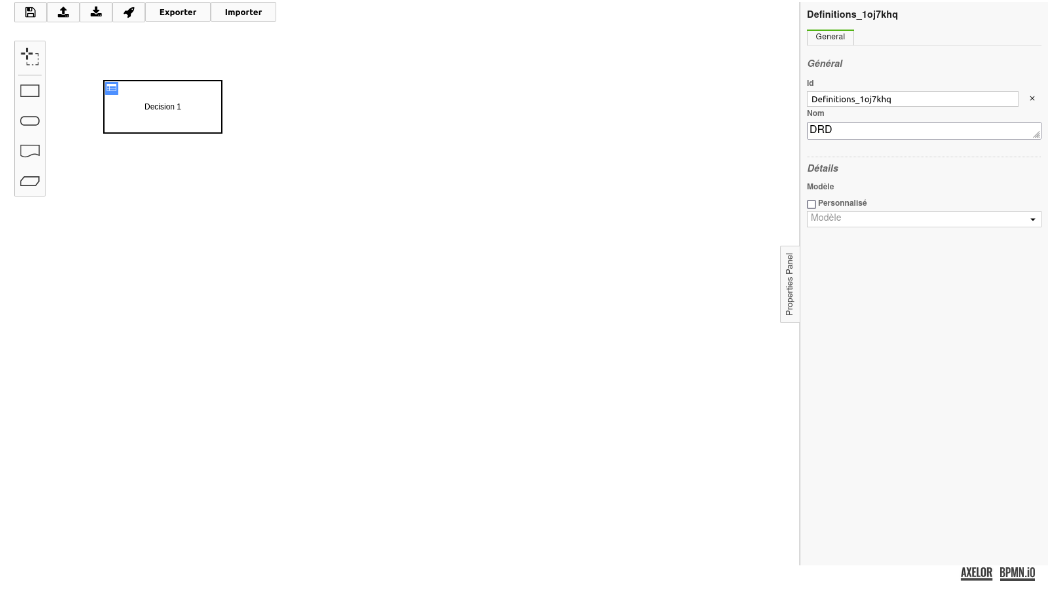 Exporter
Importer
Decision 1
Properties Panel
Definitions_1oj7khq
General
Général
Id
Definitions_1oj7khq
×
Nom
DRD
Détails
Modèle
Personnalisé
Modèle
AXELOR BPMN.iO